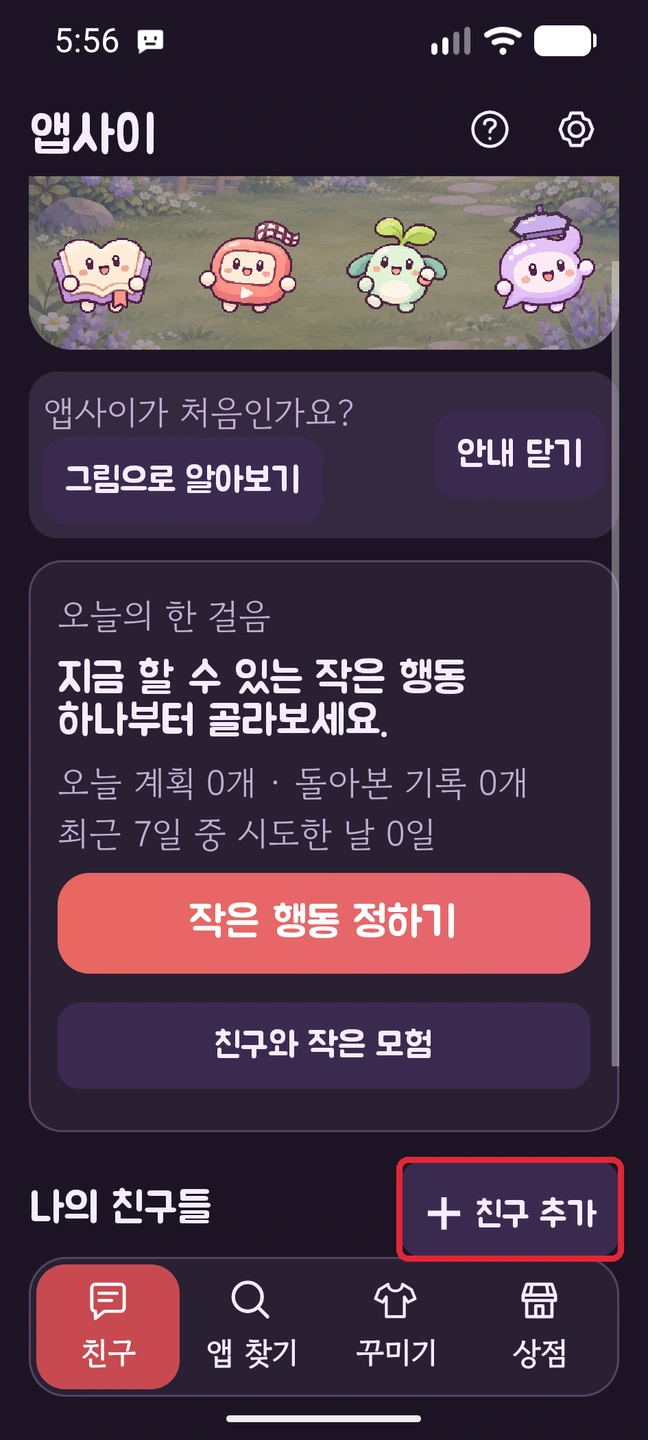 5:56
앱사이
앱사이가 처음인가요?
그림으로 알아보기
안내 닫기
오늘의 한 걸음
지금 할 수 있는 작은 행동
하나부터 골라보세요.
오늘 계획 0개 · 돌아본 기록 0개
최근 7일 중 시도한 날 0일
작은 행동 정하기
친구와 작은 모험
나의 친구들
+ 친구 추가
친구
앱 찾기
꾸미기
상점